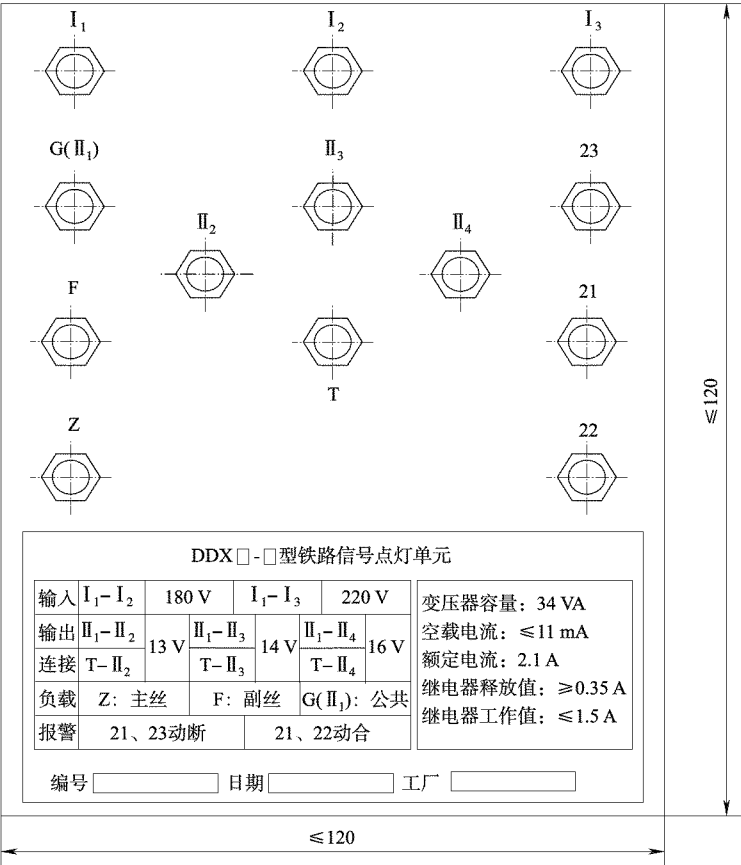 Ⅰ₁ Ⅰ₂ Ⅰ₃
G(Ⅱ₁) Ⅱ₃ 23
Ⅱ₂ Ⅱ₄
F 21
T
Z 22
≤120
DDX□-□型铁路信号点灯单元
输入 Ⅰ₁-Ⅰ₂ 180 V Ⅰ₁-Ⅰ₃ 220 V
输出 Ⅱ₁-Ⅱ₂ 13 V Ⅱ₁-Ⅱ₃ 14 V Ⅱ₁-Ⅱ₄ 16 V
连接 T-Ⅱ₂ T-Ⅱ₃ T-Ⅱ₄
负载 Z: 主丝 F: 副丝 G(Ⅱ₁): 公共
报警 21、23动断 21、22动合
变压器容量: 34 VA
空载电流: ≤11 mA
额定电流: 2.1 A
继电器释放值: ≥0.35 A
继电器工作值: ≤1.5 A
编号 日期 工厂
≤120